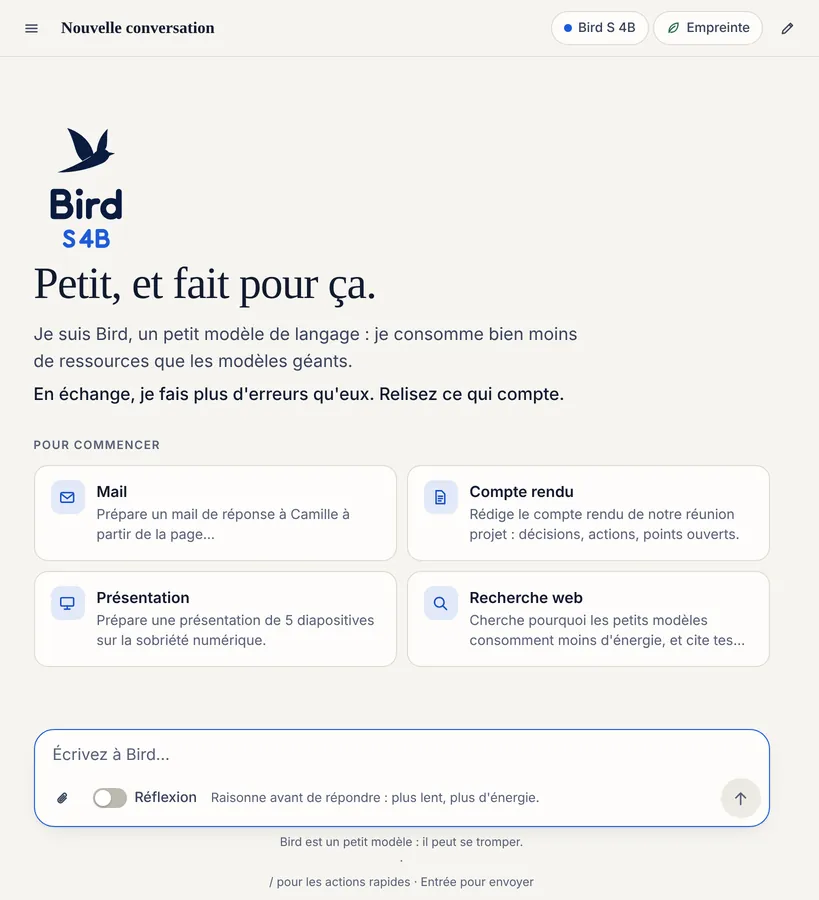 Nouvelle conversation
Bird S 4B
Empreinte
Bird
S 4B
Petit, et fait pour ça.
Je suis Bird, un petit modèle de langage : je consomme bien moins
de ressources que les modèles géants.
En échange, je fais plus d'erreurs qu'eux. Relisez ce qui compte.
POUR COMMENCER
Mail
Prépare un mail de réponse à Camille à
partir de la page...
Compte rendu
Rédige le compte rendu de notre réunion
projet : décisions, actions, points ouverts.
Présentation
Prépare une présentation de 5 diapositives
sur la sobriété numérique.
Recherche web
Cherche pourquoi les petits modèles
consomment moins d'énergie, et cite tes...
Écrivez à Bird...
Réflexion
Raisonne avant de répondre : plus lent, plus d'énergie.
Bird est un petit modèle : il peut se tromper.
·
/ pour les actions rapides · Entrée pour envoyer